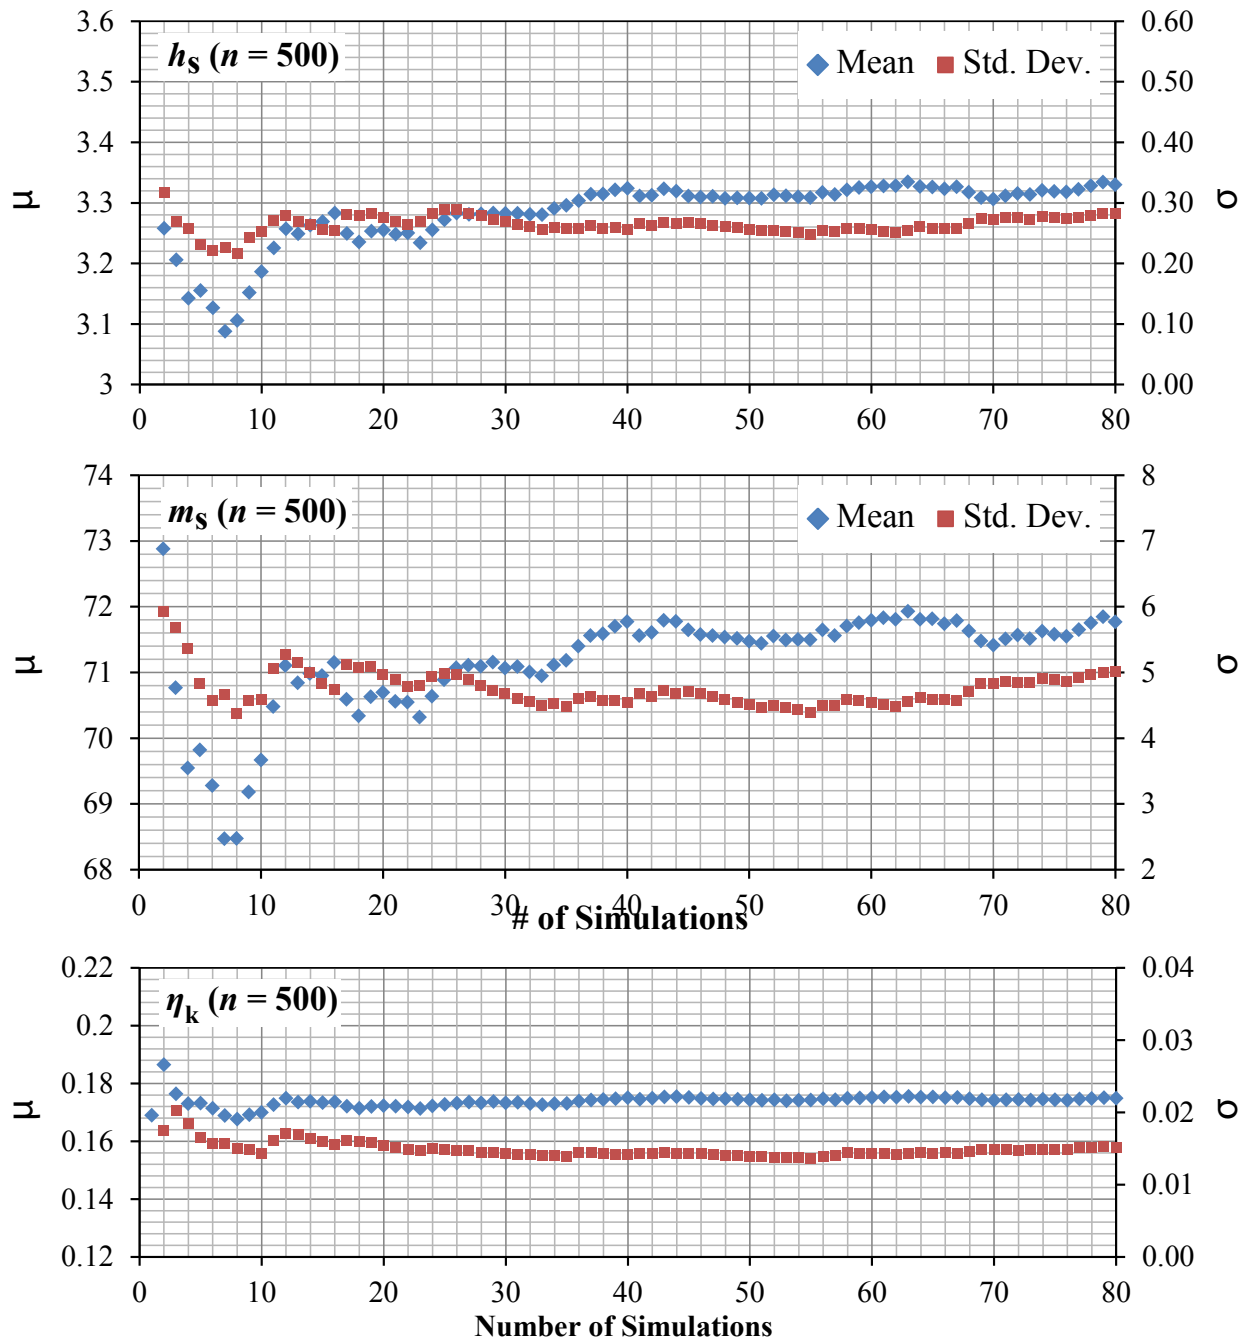 3.6
0.60
hs (n = 500)
Mean Std. Dev.
3.5
0.50
3.4
0.40
μ
3.3
0.30
σ
3.2
0.20
3.1
0.10
3
0.00
0 10 20 30 40 50 60 70 80
74
8
ms (n = 500)
Mean Std. Dev.
73
7
72
6
μ
71
5
σ
70
4
69
3
68
2
0 10 20 30 40 50 60 70 80
# of Simulations
0.22
0.04
ηk (n = 500)
0.2
0.03
0.18
μ
0.02
σ
0.16
0.14
0.01
0.12
0.00
0 10 20 30 40 50 60 70 80
Number of Simulations